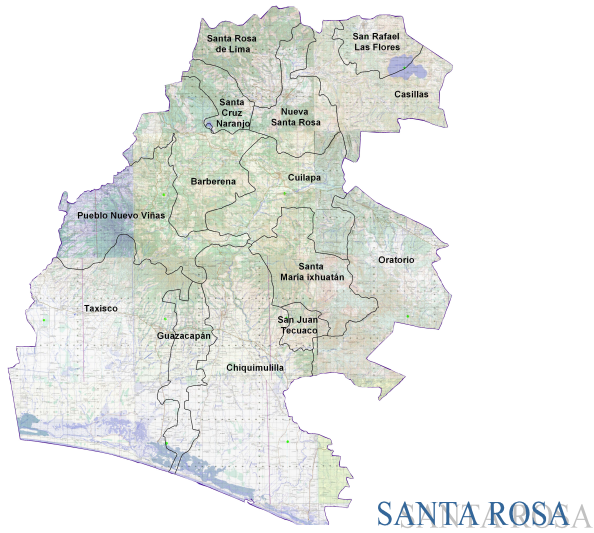 Santa Rosa
de Lima
San Rafael
Las Flores
Casillas
Santa
Cruz
Naranjo
Nueva
Santa Rosa
Barberena
Cuilapa
Pueblo Nuevo Viñas
Oratorio
Santa
María ixhuatán
Taxisco
San Juan
Tecuaco
Guazacapán
Chiquimulilla
SANTA ROSA